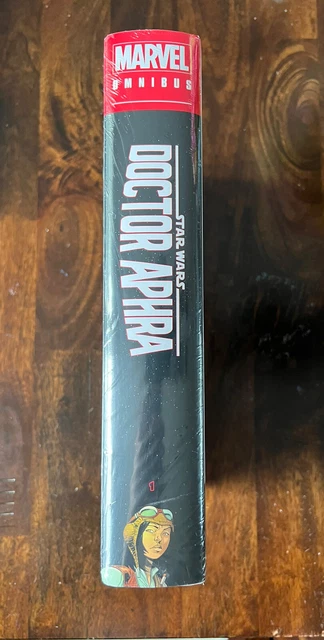 MARVEL
OMNIBUS
STAR WARS
DOCTOR APHRA
1